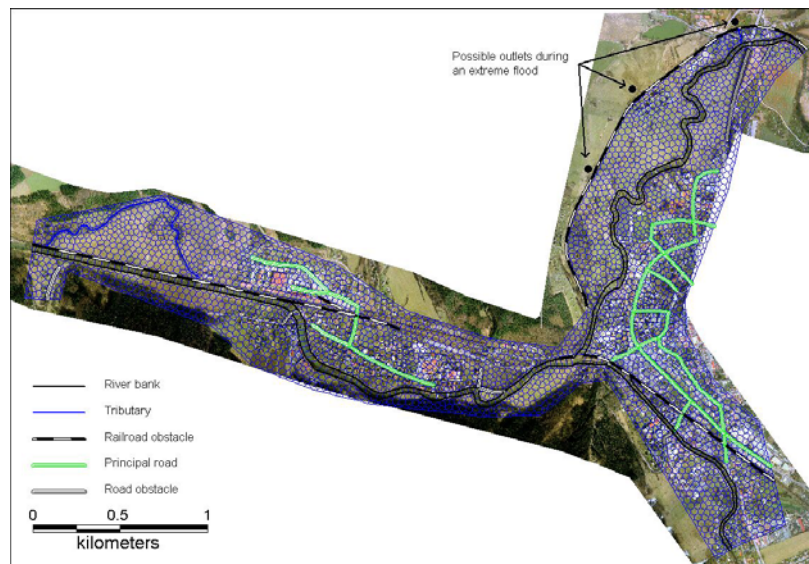 Possible outlets during
an extreme flood
River bank
Tributary
Railroad obstacle
Principal road
Road obstacle
0 0.5 1
kilometers